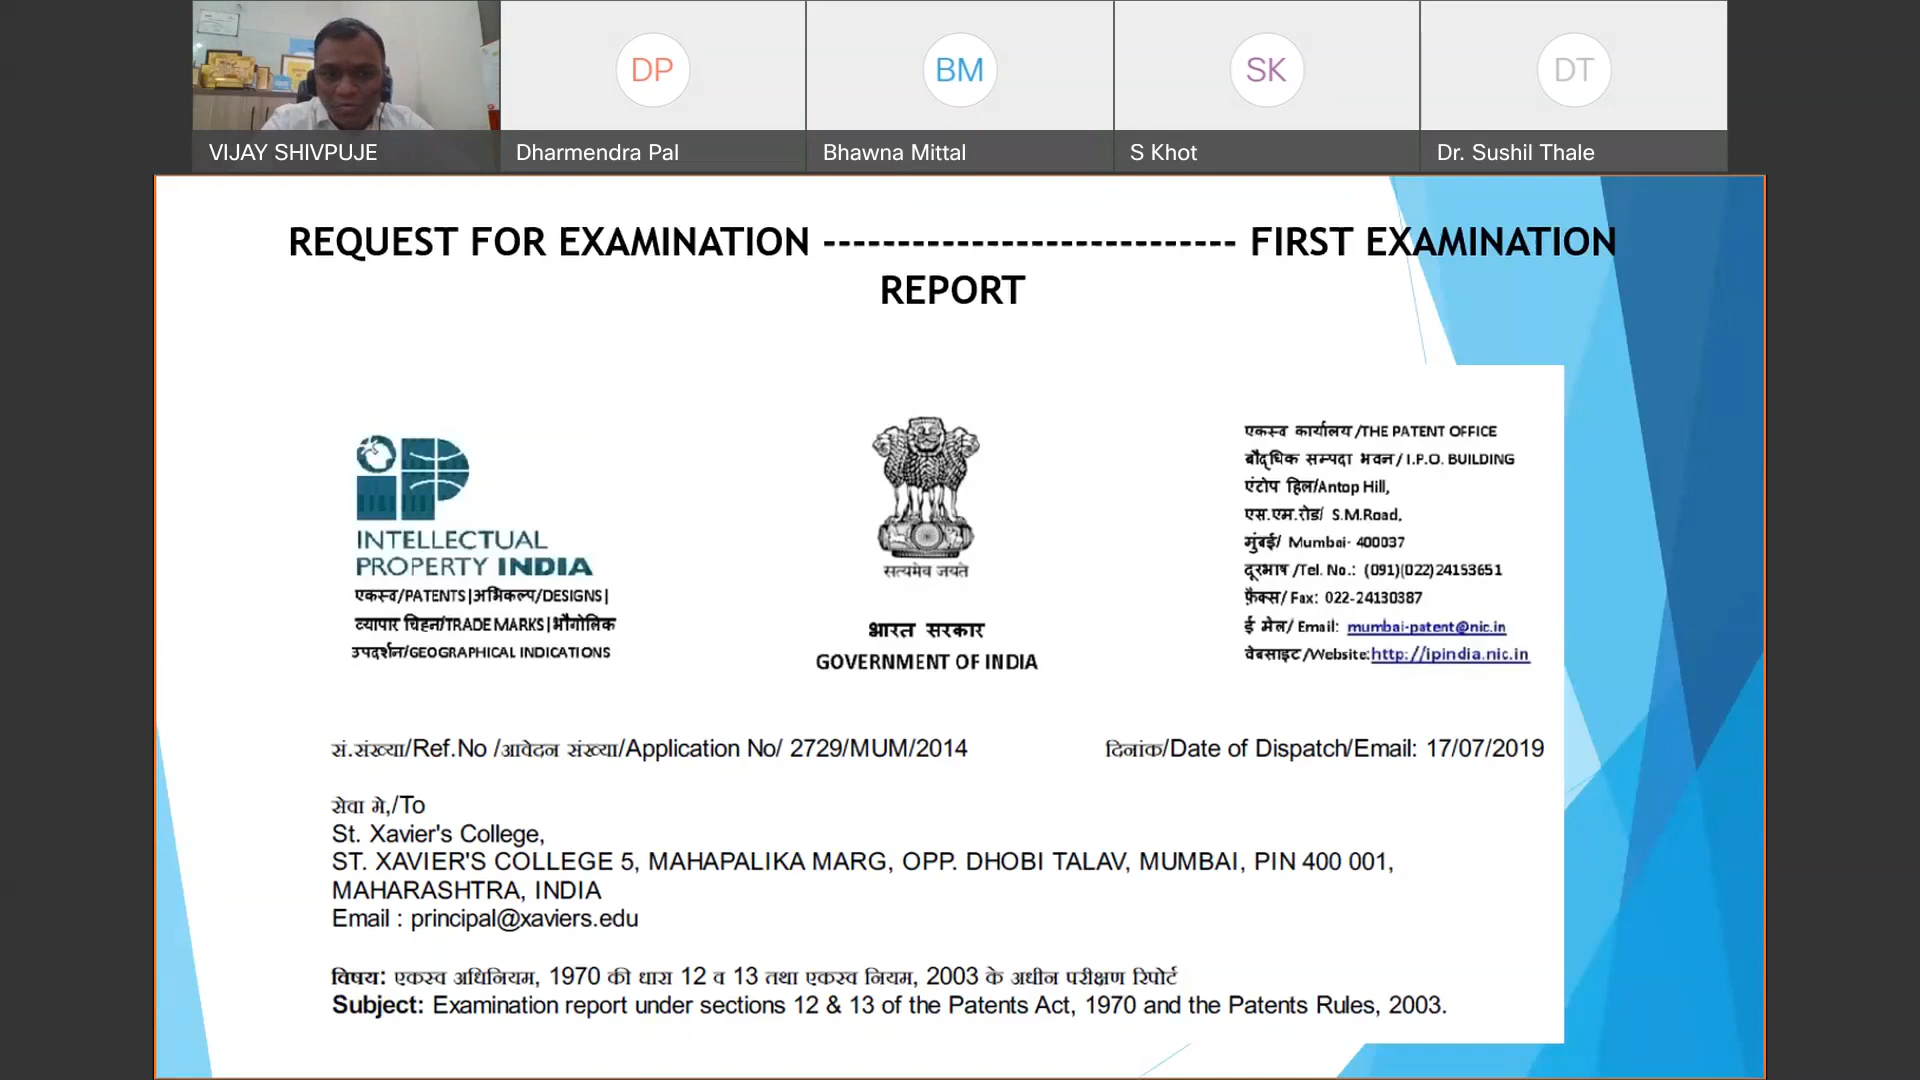 DP
BM
SK
DT
VIJAY SHIVPUJE
Dharmendra Pal
Bhawna Mittal
S Khot
Dr. Sushil Thale
REQUEST FOR EXAMINATION ---------------------------- FIRST EXAMINATION
REPORT
INTELLECTUAL
PROPERTY INDIA
एकस्व/PATENTS|अभिकल्प/DESIGNS|
व्यापार चिह्न/TRADE MARKS|भौगोलिक
उपदर्शन/GEOGRAPHICAL INDICATIONS
सत्यमेव जयते
भारत सरकार
GOVERNMENT OF INDIA
एकस्व कार्यालय/THE PATENT OFFICE
बौद्धिक सम्पदा भवन/ I.P.O. BUILDING
एंटोप हिल/Antop Hill,
एस.एम.रोड/ S.M.Road,
मुंबई/ Mumbai- 400037
दूरभाष /Tel. No.: (091)(022)24153651
फ़ैक्स/ Fax: 022-24130387
ई मेल/ Email: mumbai-patent@nic.in
वेबसाइट/Website:http://ipindia.nic.in
सं.संख्या/Ref.No /आवेदन संख्या/Application No/ 2729/MUM/2014
दिनांक/Date of Dispatch/Email: 17/07/2019
सेवा मे,/To
St. Xavier's College,
ST. XAVIER'S COLLEGE 5, MAHAPALIKA MARG, OPP. DHOBI TALAV, MUMBAI, PIN 400 001,
MAHARASHTRA, INDIA
Email : principal@xaviers.edu
विषय: एकस्व अधिनियम, 1970 की धारा 12 व 13 तथा एकस्व नियम, 2003 के अधीन परीक्षण रिपोर्ट
Subject: Examination report under sections 12 & 13 of the Patents Act, 1970 and the Patents Rules, 2003.